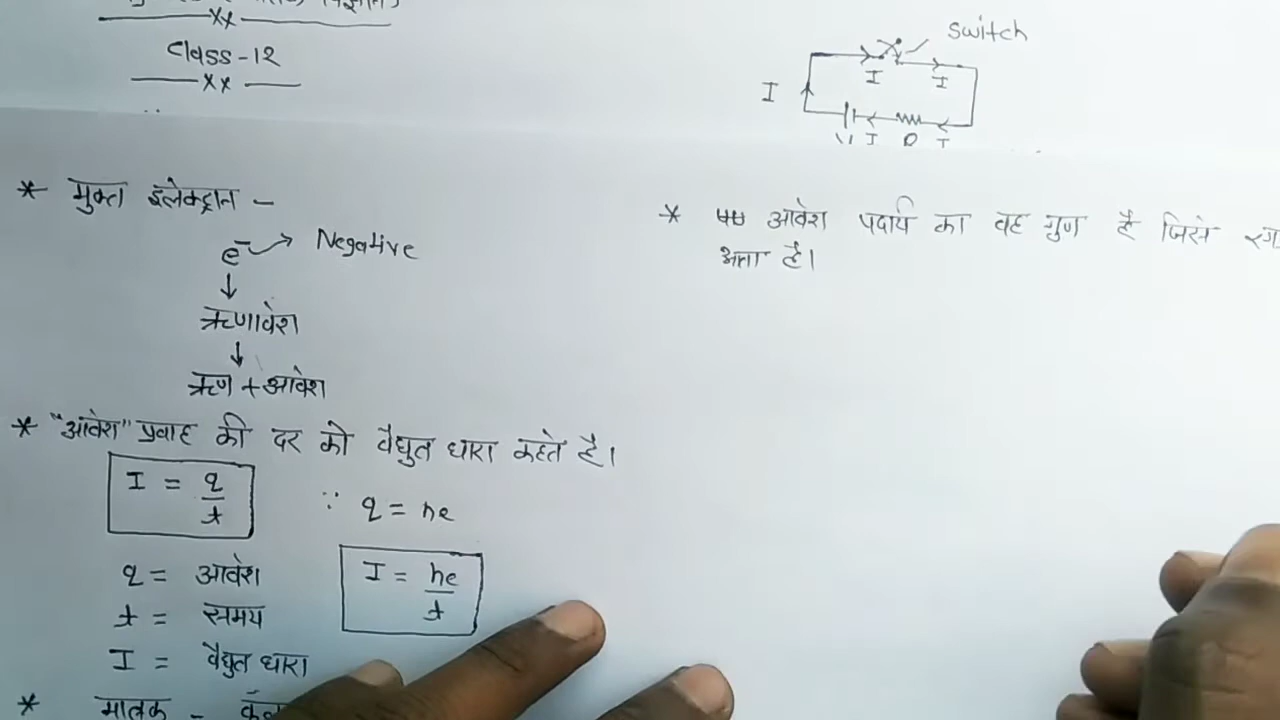 Class-12
Switch
I
I
I
I
* मुक्त इलेक्ट्रान -
e⁻ → Negative
↓
ऋणावेश
↓
ऋण + आवेश
* "आवेश" प्रवाह की दर को वैद्युत धारा कहते है।
I = q/t
∵ q = ne
q = आवेश
I = ne/t
t = समय
I = वैद्युत धारा
* मात्रक -
* आवेश पदार्थ का वह गुण है जिसे
है।